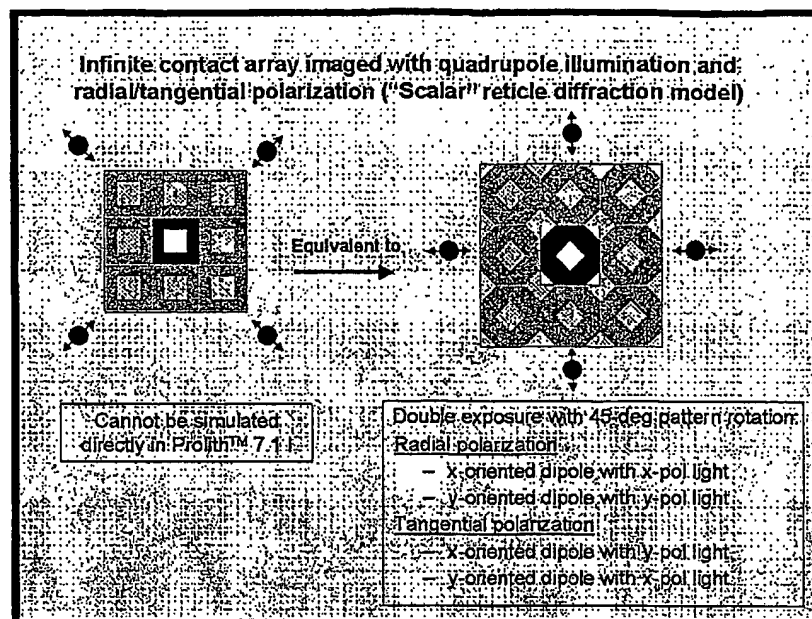 Infinite contact array imaged with quadrupole illumination and
radial/tangential polarization ("Scalar" reticle diffraction model)
Equivalent to
Cannot be simulated
directly in Prolith™ 7.1
Double exposure with 45-deg pattern rotation:
Radial polarization
– x-oriented dipole with x-pol light
– y-oriented dipole with y-pol light
Tangential polarization
– x-oriented dipole with y-pol light
– y-oriented dipole with x-pol light